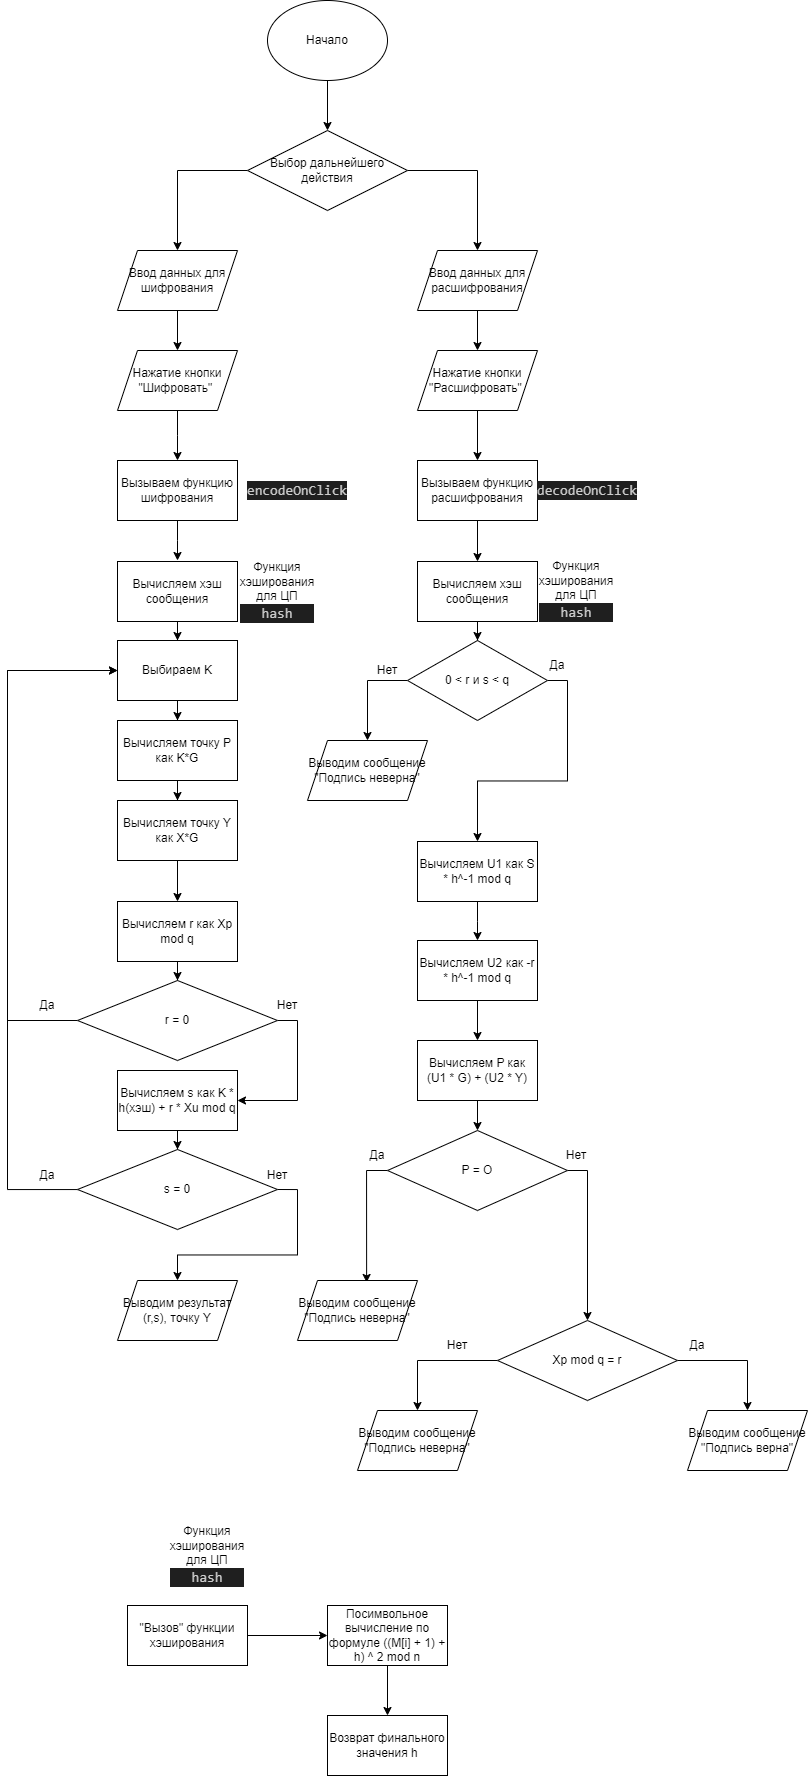 Начало
Выбор дальнейшего
действия
Ввод данных для
шифрования
Ввод данных для
расшифрования
Нажатие кнопки
"Шифровать"
Нажатие кнопки
"Расшифровать"
Вызываем функцию
шифрования
encodeOnClick
Вызываем функцию
расшифрования
decodeOnClick
Вычисляем хэш
сообщения
Функция
хэширования
для ЦП
hash
Вычисляем хэш
сообщения
Функция
хэширования
для ЦП
hash
Выбираем K
Нет
0 < r и s < q
Да
Вычисляем точку P
как K*G
Выводим сообщение
"Подпись неверна"
Вычисляем точку Y
как X*G
Вычисляем U1 как S
* h^-1 mod q
Вычисляем r как Xp
mod q
Вычисляем U2 как -r
* h^-1 mod q
Да
r = 0
Нет
Вычисляем P как
(U1 * G) + (U2 * Y)
Вычисляем s как K *
h(хэш) + r * Xu mod q
Да
s = 0
Нет
Да
P = O
Нет
Выводим результат
(r,s), точку Y
Выводим сообщение
"Подпись неверна"
Нет
Xp mod q = r
Да
Выводим сообщение
"Подпись неверна"
Выводим сообщение
"Подпись верна"
Функция
хэширования
для ЦП
hash
"Вызов" функции
хэширования
Посимвольное
вычисление по
формуле ((M[i] + 1) +
h) ^ 2 mod n
Возврат финального
значения h